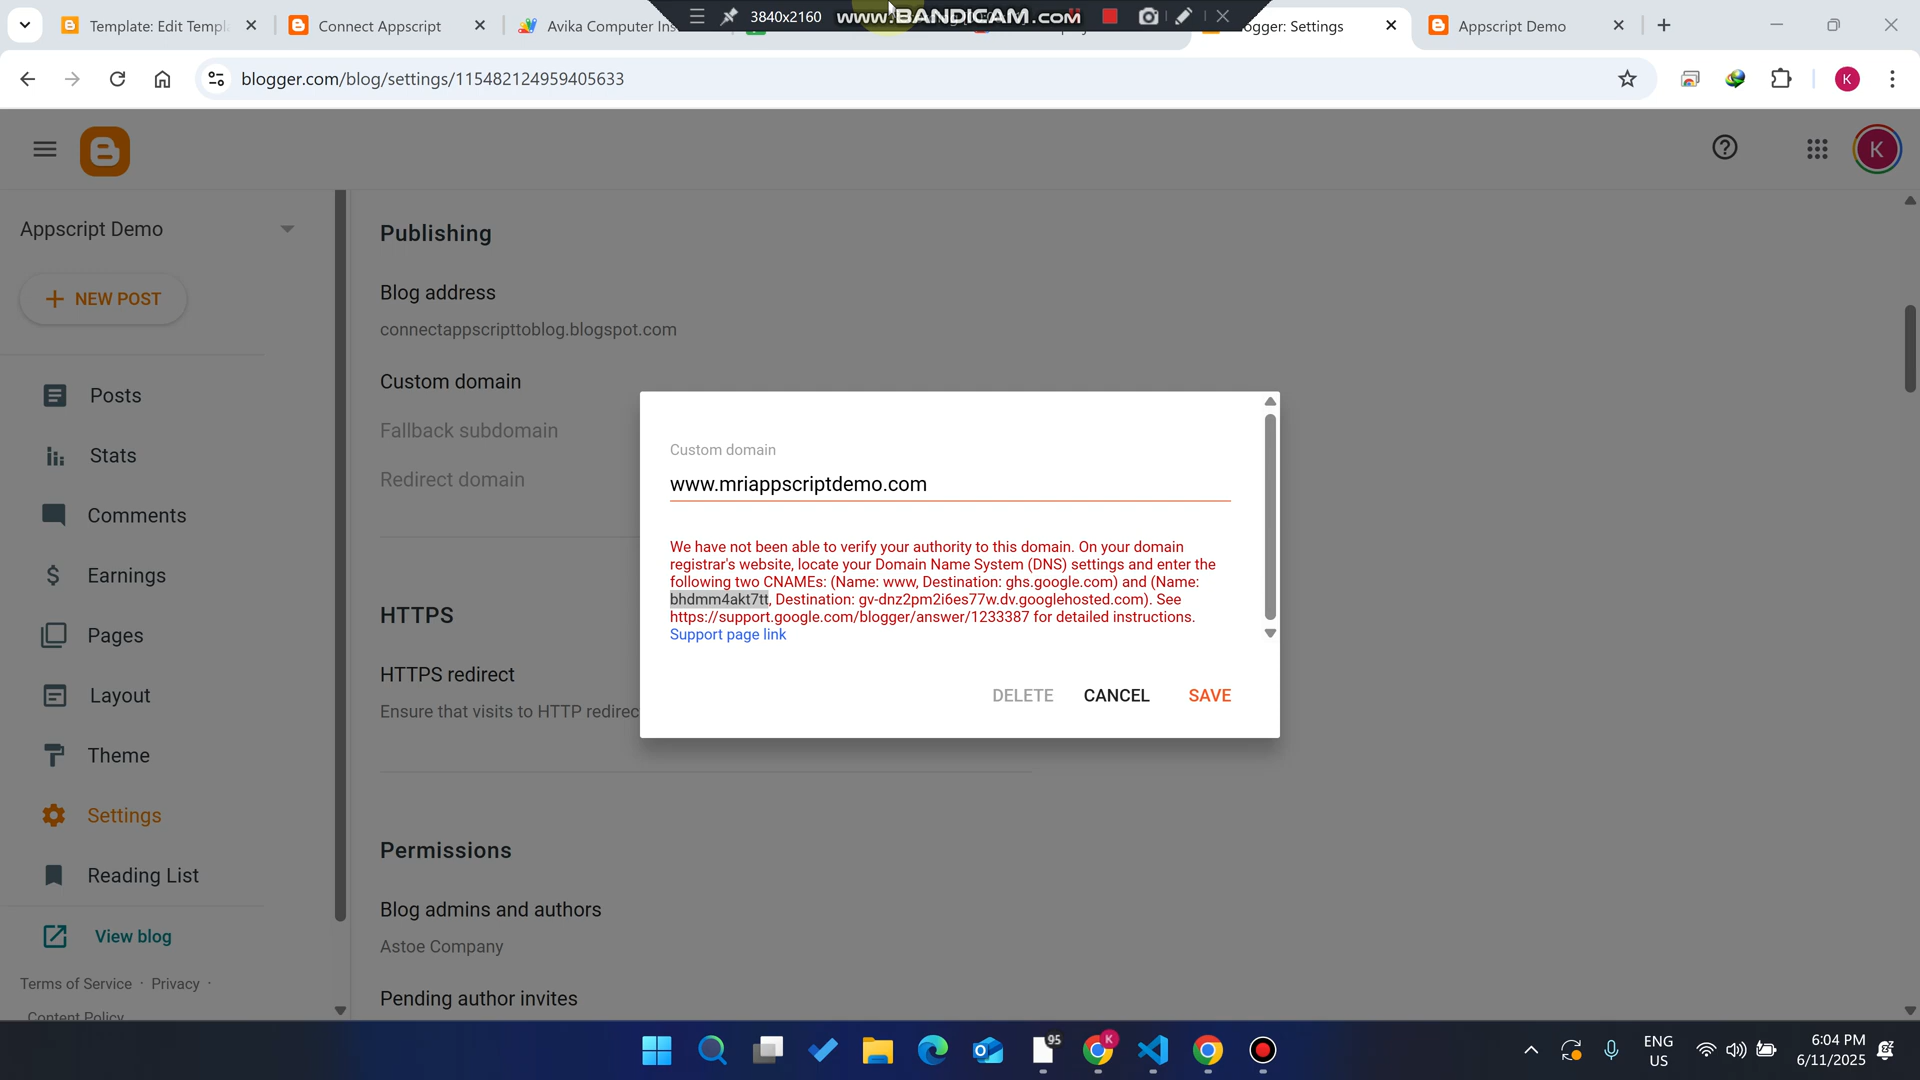 3840x2160
www.BANDICAM.com
Template: Edit Templ
Connect Appscript
Avika Computer Ins
ogger: Settings
Appscript Demo
blogger.com/blog/settings/115482124959405633
K
K
Appscript Demo
NEW POST
Posts
Stats
Comments
Earnings
Pages
Layout
Theme
Settings
Reading List
View blog
Terms of Service · Privacy ·
Content Policy
Publishing
Blog address
connectappscripttoblog.blogspot.com
Custom domain
Fallback subdomain
Redirect domain
HTTPS
HTTPS redirect
Ensure that visits to HTTP redirec
Permissions
Blog admins and authors
Astoe Company
Pending author invites
Custom domain
www.mriappscriptdemo.com
We have not been able to verify your authority to this domain. On your domain
registrar's website, locate your Domain Name System (DNS) settings and enter the
following two CNAMEs: (Name: www, Destination: ghs.google.com) and (Name:
bhdmm4akt7tt, Destination: gv-dnz2pm2i6es77w.dv.googlehosted.com). See
https://support.google.com/blogger/answer/1233387 for detailed instructions.
Support page link
DELETE
CANCEL
SAVE
95
K
ENG
US
6:04 PM
6/11/2025